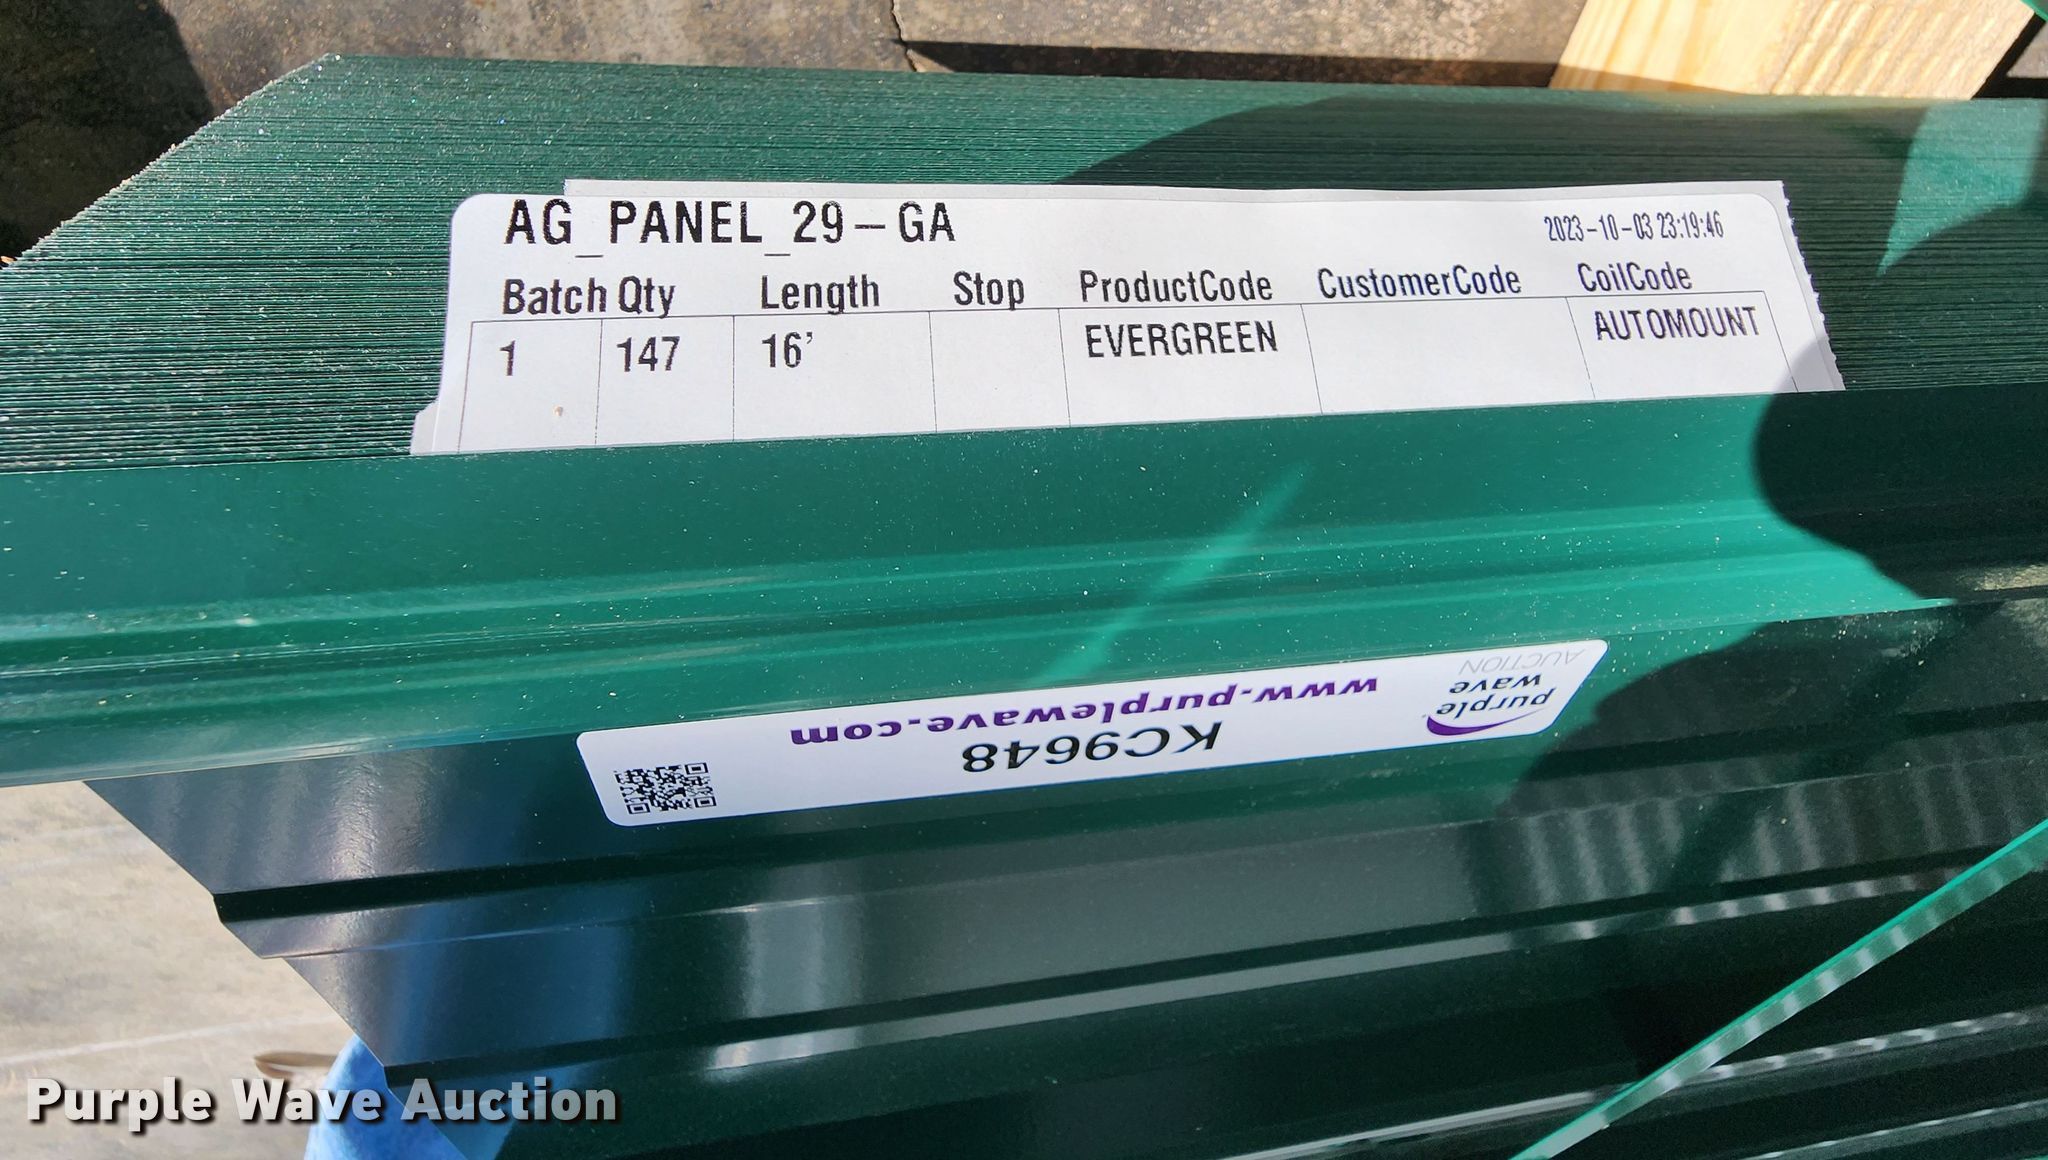 AG_PANEL_29-GA
2023-10-03 23:19:46
Batch Qty Length Stop ProductCode CustomerCode CoilCode
1 147 16' EVERGREEN AUTOMOUNT
purple
wave
AUCTION
KC9648
www.purplewave.com
Purple Wave Auction